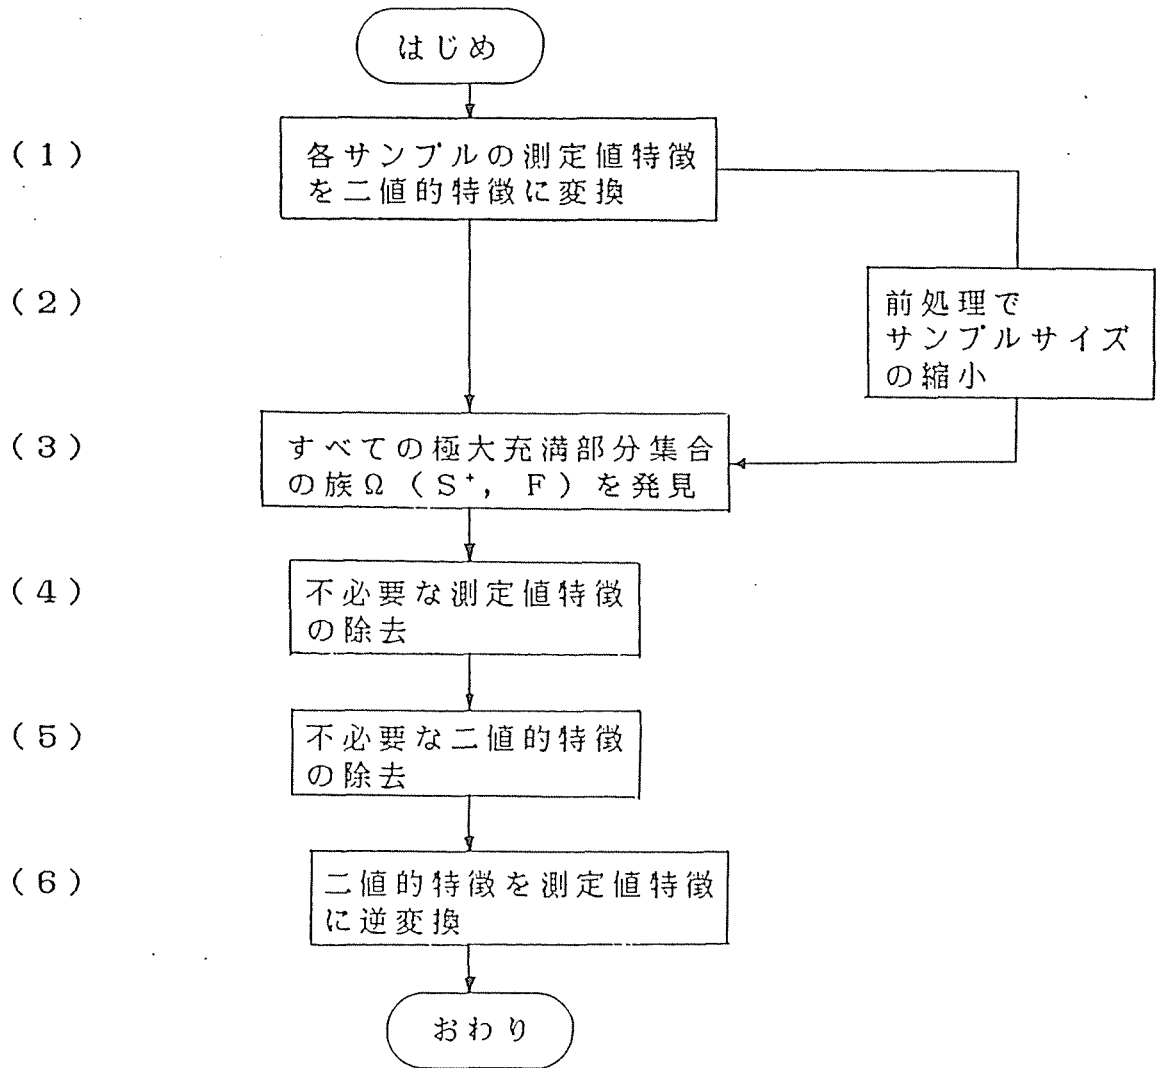 はじめ
(1)
各サンプルの測定値特徴
を二値的特徴に変換
(2)
前処理で
サンプルサイズ
の縮小
(3)
すべての極大充満部分集合
の族Ω(S⁺, F)を発見
(4)
不必要な測定値特徴
の除去
(5)
不必要な二値的特徴
の除去
(6)
二値的特徴を測定値特徴
に逆変換
おわり